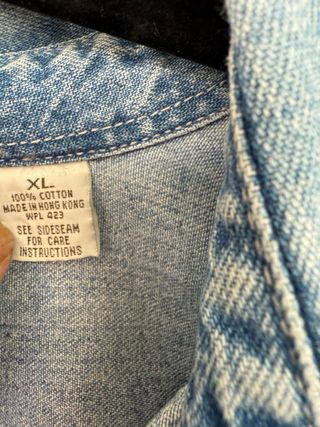 XL
100% COTTON
MADE IN HONG KONG
WPL 423
SEE SIDESEAM
FOR CARE
INSTRUCTIONS